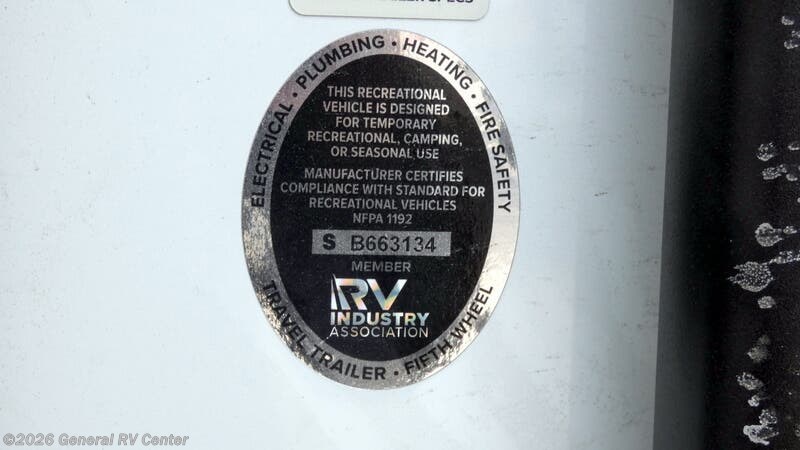 SPECS
ELECTRICAL • PLUMBING • HEATING • FIRE SAFETY
THIS RECREATIONAL
VEHICLE IS DESIGNED
FOR TEMPORARY
RECREATIONAL, CAMPING,
OR SEASONAL USE
MANUFACTURER CERTIFIES
COMPLIANCE WITH STANDARD FOR
RECREATIONAL VEHICLES
NFPA 1192
S B663134
MEMBER
RV
INDUSTRY
ASSOCIATION
TRAVEL TRAILER • FIFTH WHEEL
©2026 General RV Center